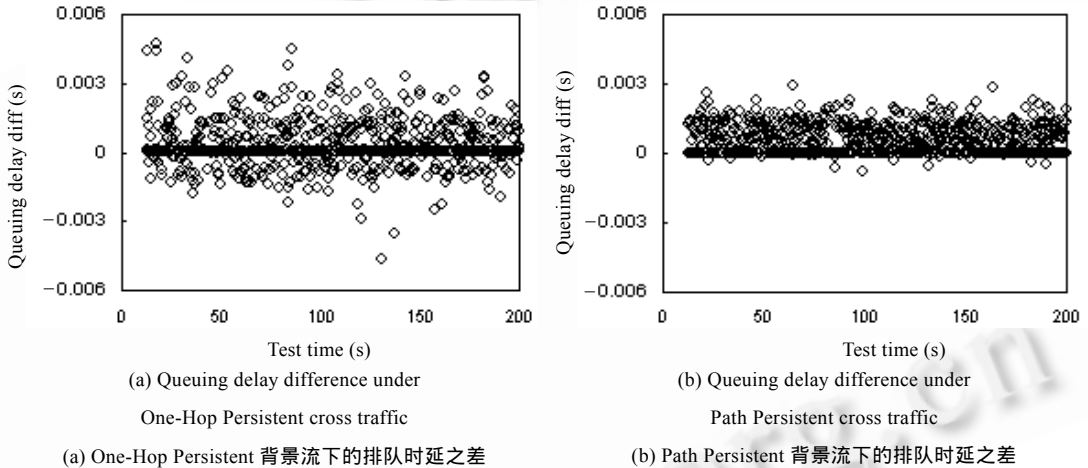 0.006
0.003
0
−0.003
−0.006
Queuing delay diff (s)
0 50 100 150 200
Test time (s)
(a) Queuing delay difference under
One-Hop Persistent cross traffic
(a) One-Hop Persistent 背景流下的排队时延之差
0.006
0.003
0
−0.003
−0.006
Queuing delay diff (s)
0 50 100 150 200
Test time (s)
(b) Queuing delay difference under
Path Persistent cross traffic
(b) Path Persistent 背景流下的排队时延之差